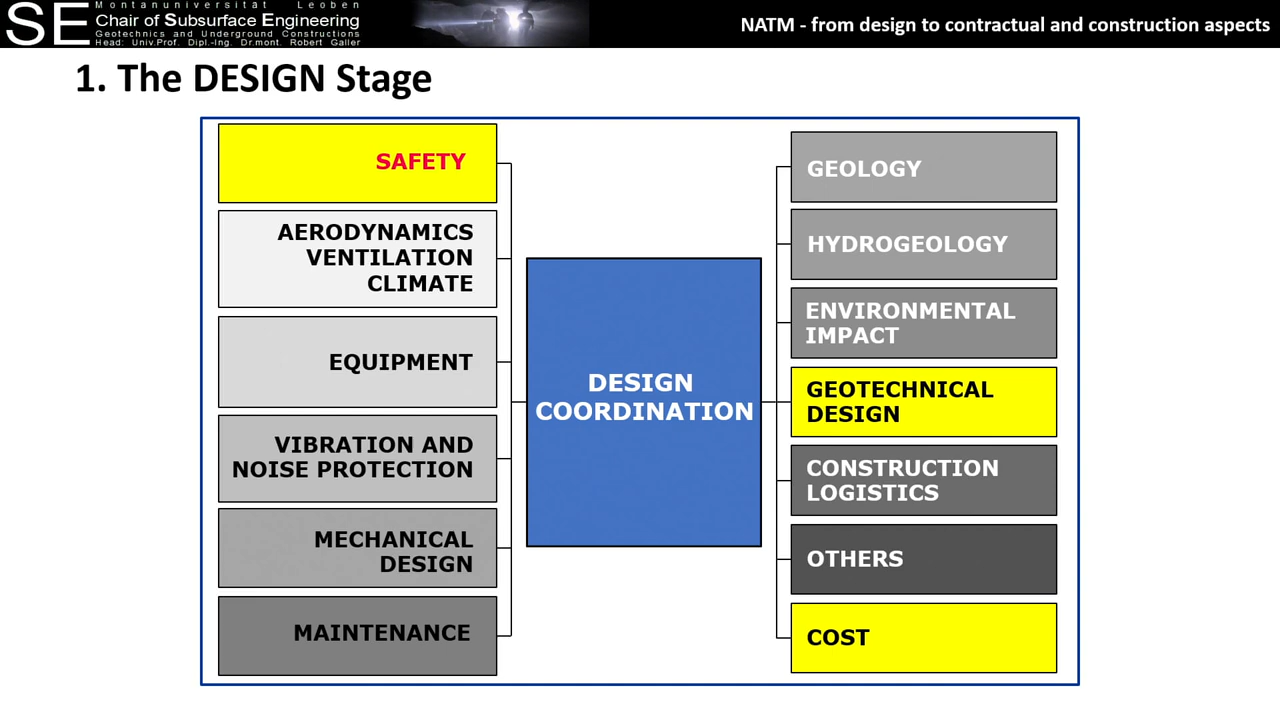 SE
Montanuniversität Leoben
Chair of Subsurface Engineering
Geotechnics and Underground Constructions
Head: Univ.Prof. Dipl.-Ing. Dr.mont. Robert Galler
NATM - from design to contractual and construction aspects
1. The DESIGN Stage
SAFETY
AERODYNAMICS
VENTILATION
CLIMATE
EQUIPMENT
VIBRATION AND
NOISE PROTECTION
MECHANICAL
DESIGN
MAINTENANCE
DESIGN
COORDINATION
GEOLOGY
HYDROGEOLOGY
ENVIRONMENTAL
IMPACT
GEOTECHNICAL
DESIGN
CONSTRUCTION
LOGISTICS
OTHERS
COST